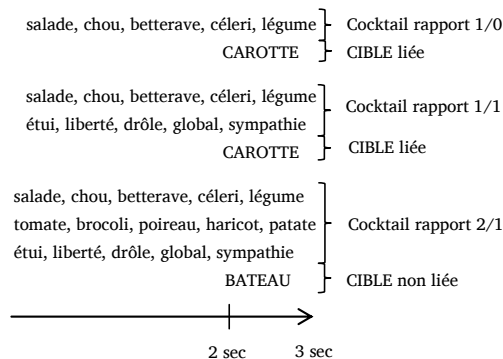 salade, chou, betterave, céleri, légume Cocktail rapport 1/0
CAROTTE CIBLE liée
salade, chou, betterave, céleri, légume
Cocktail rapport 1/1
étui, liberté, drôle, global, sympathie
CAROTTE CIBLE liée
salade, chou, betterave, céleri, légume
tomate, brocoli, poireau, haricot, patate Cocktail rapport 2/1
étui, liberté, drôle, global, sympathie
BATEAU CIBLE non liée
2 sec 3 sec